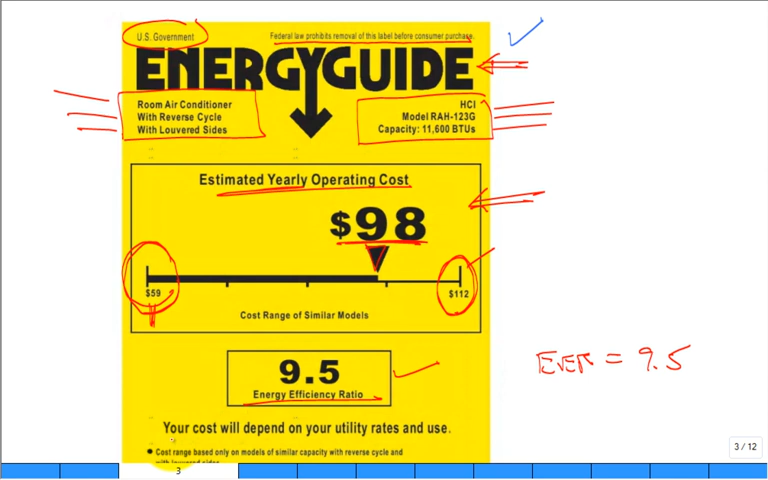 U.S. Government
Federal law prohibits removal of this label before consumer purchase.
ENERGYGUIDE
Room Air Conditioner
With Reverse Cycle
With Louvered Sides
HCI
Model RAH-123G
Capacity: 11,600 BTUs
Estimated Yearly Operating Cost
$98
$59
$112
Cost Range of Similar Models
9.5
Energy Efficiency Ratio
EER = 9.5
Your cost will depend on your utility rates and use.
● Cost range based only on models of similar capacity with reverse cycle and
with louvered sides.
3 / 12
3